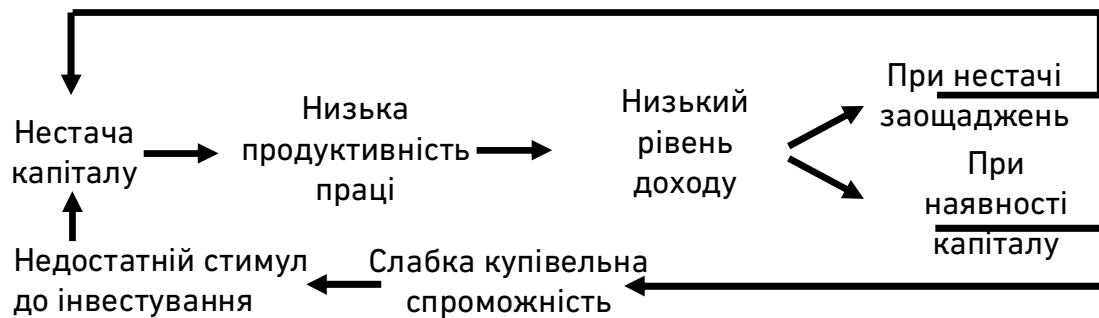 Нестача
капіталу
Низька
продуктивність
праці
Низький
рівень
доходу
При нестачі
заощаджень
При
наявності
капіталу
Слабка купівельна
спроможність
Недостатній стимул
до інвестування